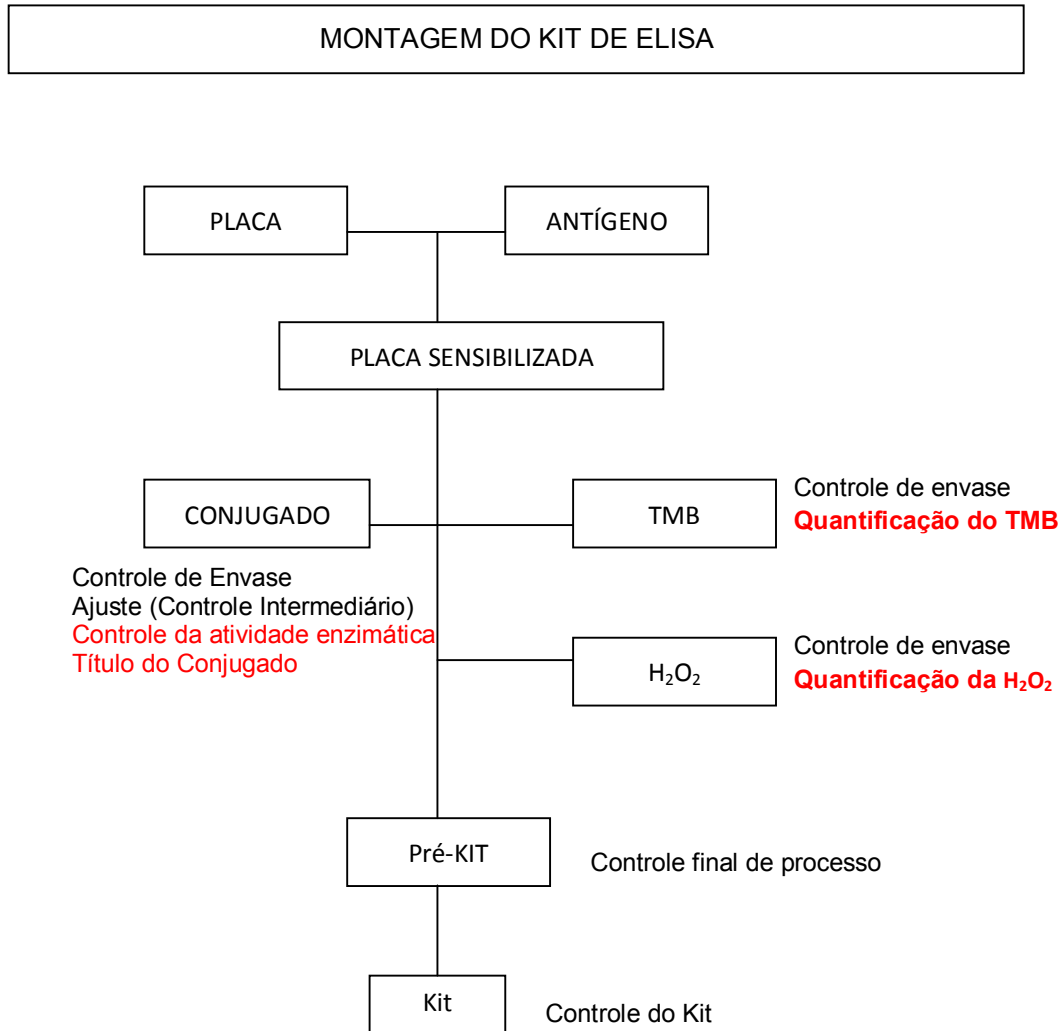 MONTAGEM DO KIT DE ELISA
PLACA
ANTÍGENO
PLACA SENSIBILIZADA
CONJUGADO
Controle de Envase
Ajuste (Controle Intermediário)
Controle da atividade enzimática
Título do Conjugado
TMB
Controle de envase
Quantificação do TMB
H₂O₂
Controle de envase
Quantificação da H₂O₂
Pré-KIT
Controle final de processo
Kit
Controle do Kit